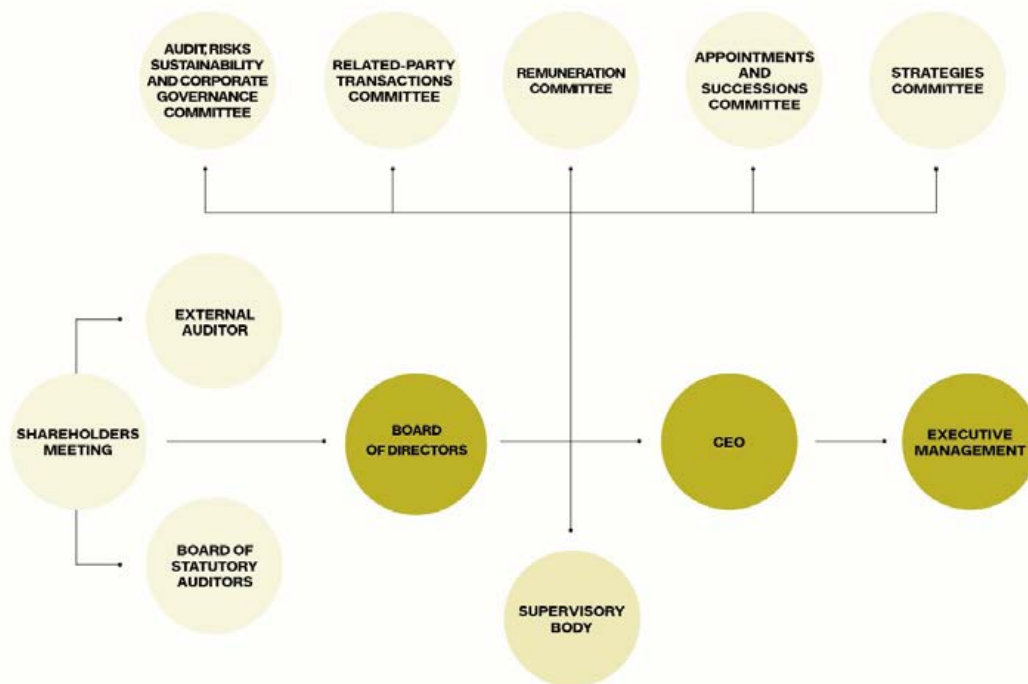 AUDIT, RISKS
SUSTAINABILITY
AND CORPORATE
GOVERNANCE
COMMITTEE
RELATED-PARTY
TRANSACTIONS
COMMITTEE
REMUNERATION
COMMITTEE
APPOINTMENTS
AND
SUCCESSIONS
COMMITTEE
STRATEGIES
COMMITTEE
EXTERNAL
AUDITOR
SHAREHOLDERS
MEETING
BOARD
OF DIRECTORS
CEO
EXECUTIVE
MANAGEMENT
BOARD OF
STATUTORY
AUDITORS
SUPERVISORY
BODY